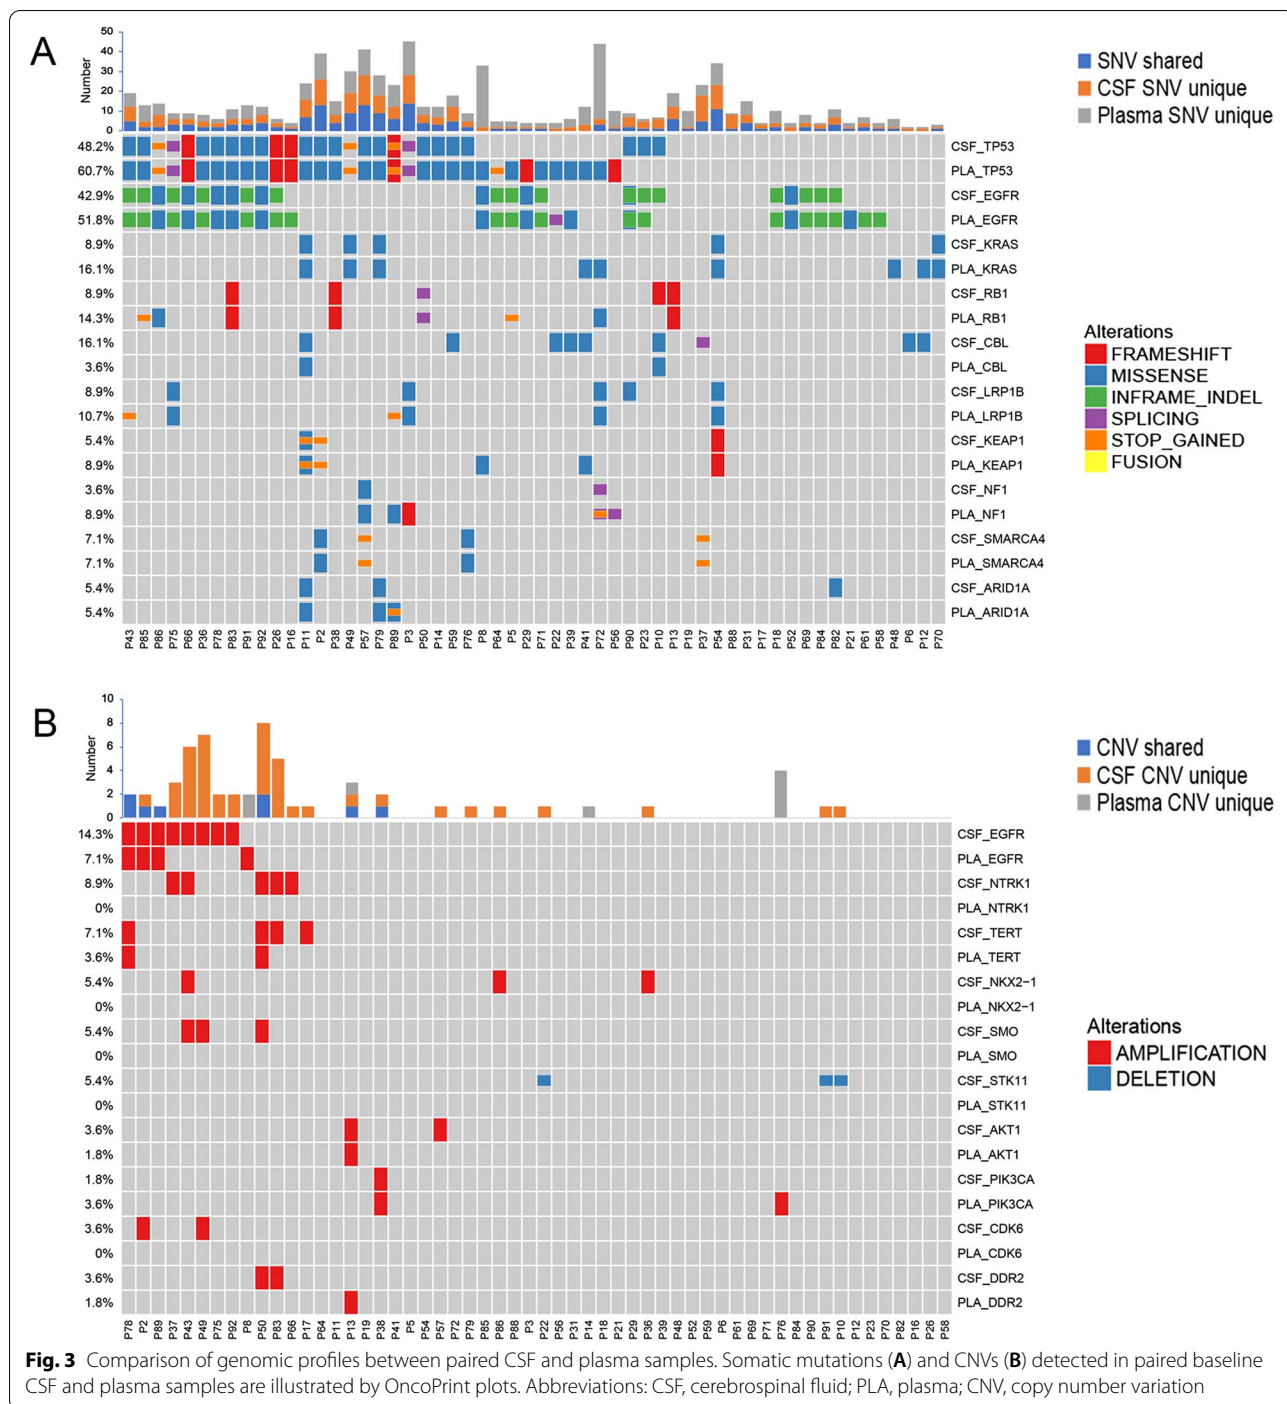 A
50
40
30
20
10
0
Number
SNV shared
CSF SNV unique
Plasma SNV unique
48.2% CSF_TP53
60.7% PLA_TP53
42.9% CSF_EGFR
51.8% PLA_EGFR
8.9% CSF_KRAS
16.1% PLA_KRAS
8.9% CSF_RB1
14.3% PLA_RB1
16.1% CSF_CBL
3.6% PLA_CBL
8.9% CSF_LRP1B
10.7% PLA_LRP1B
5.4% CSF_KEAP1
8.9% PLA_KEAP1
3.6% CSF_NF1
8.9% PLA_NF1
7.1% CSF_SMARCA4
7.1% PLA_SMARCA4
5.4% CSF_ARID1A
5.4% PLA_ARID1A
Alterations
FRAMESHIFT
MISSENSE
INFRAME_INDEL
SPLICING
STOP_GAINED
FUSION
P43 P85 P86 P75 P66 P36 P78 P83 P91 P92 P26 P16 P11 P2 P38 P49 P57 P79 P89 P3 P50 P14 P59 P76 P8 P64 P5 P29 P71 P22 P39 P41 P72 P56 P90 P23 P10 P13 P19 P37 P54 P88 P31 P17 P18 P52 P69 P84 P82 P21 P61 P58 P48 P6 P12 P70
B
10
8
6
4
2
0
Number
CNV shared
CSF CNV unique
Plasma CNV unique
14.3% CSF_EGFR
7.1% PLA_EGFR
8.9% CSF_NTRK1
0% PLA_NTRK1
7.1% CSF_TERT
3.6% PLA_TERT
5.4% CSF_NKX2−1
0% PLA_NKX2−1
5.4% CSF_SMO
0% PLA_SMO
5.4% CSF_STK11
0% PLA_STK11
3.6% CSF_AKT1
1.8% PLA_AKT1
1.8% CSF_PIK3CA
3.6% PLA_PIK3CA
3.6% CSF_CDK6
0% PLA_CDK6
3.6% CSF_DDR2
1.8% PLA_DDR2
Alterations
AMPLIFICATION
DELETION
P78 P2 P89 P37 P43 P49 P75 P92 P8 P50 P83 P66 P17 P64 P11 P13 P19 P38 P41 P5 P54 P57 P72 P79 P85 P86 P88 P3 P22 P56 P31 P14 P18 P21 P29 P36 P39 P48 P52 P59 P6 P61 P69 P71 P76 P84 P90 P91 P10 P12 P23 P70 P82 P16 P26 P58
Fig. 3 Comparison of genomic profiles between paired CSF and plasma samples. Somatic mutations (A) and CNVs (B) detected in paired baseline
CSF and plasma samples are illustrated by OncoPrint plots. Abbreviations: CSF, cerebrospinal fluid; PLA, plasma; CNV, copy number variation